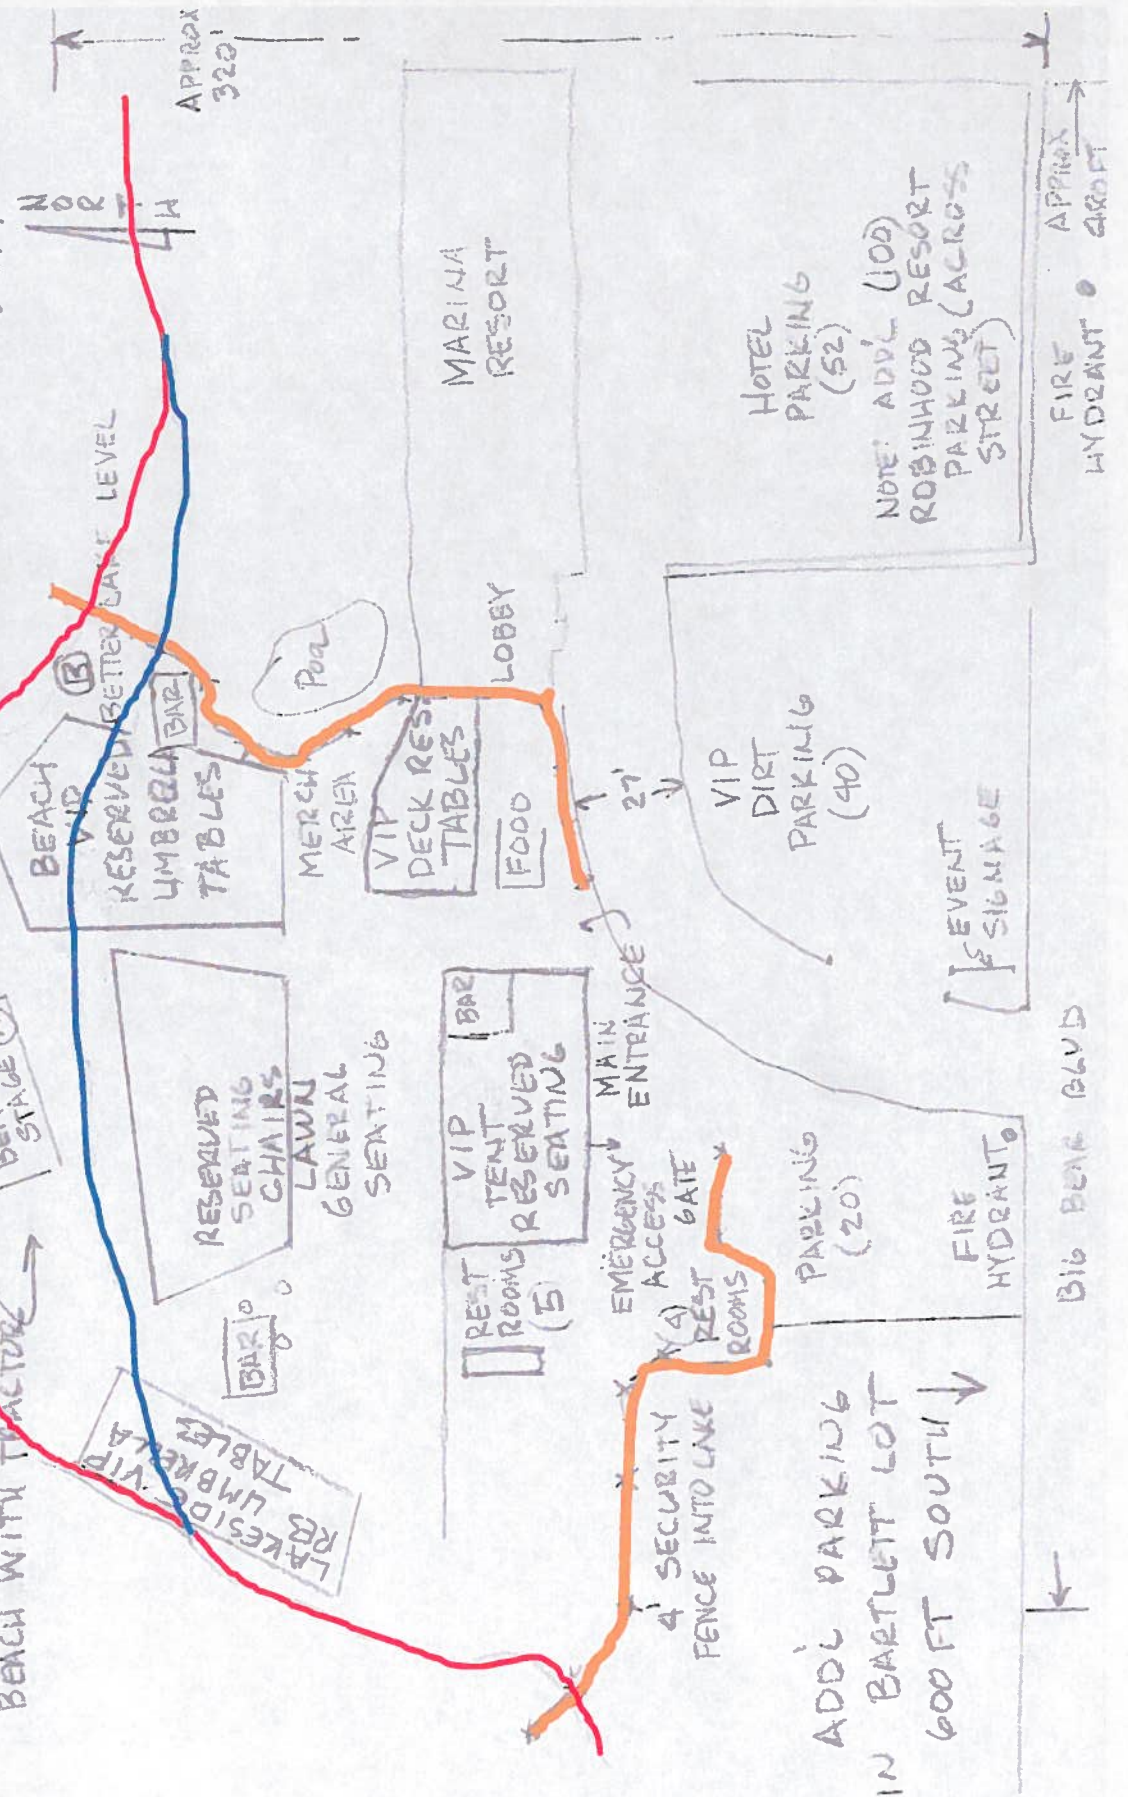 BEACH WITH TRACTOR
STAGE
NORTH
APPROX
320'
BEACH
VIP
RESERVED
UMBRELLA
TABLES
(B)
BETTER LAKE LEVEL
BAR
LAKESIDE VIP
RES UMBRELLA
TABLES
BAR
RESERVED
SEATING
CHAIRS
LAWN
GENERAL
SEATING
MERCH
AREA
POOL
VIP
DECK RES.
TABLES
FOOD
LOBBY
MARINA
RESORT
REST
ROOMS
(5)
VIP
TENT
RESERVED
SEATING
BAR
MAIN
ENTRANCE
27'
EMERGENCY
ACCESS
GATE
(4)
REST
ROOMS
4' SECURITY
FENCE INTO LAKE
PARKING
(20)
VIP
DIRT
PARKING
(40)
HOTEL
PARKING
(52)
NOTE: ADDL (100)
ROBINHOOD RESORT
PARKING (ACROSS
STREET)
EVENT
SIGNAGE
FIRE
HYDRANT
ADD'L PARKING
IN BARTLETT LOT
600 FT SOUTH
BIG BEAR BLVD
FIRE
HYDRANT
APPROX